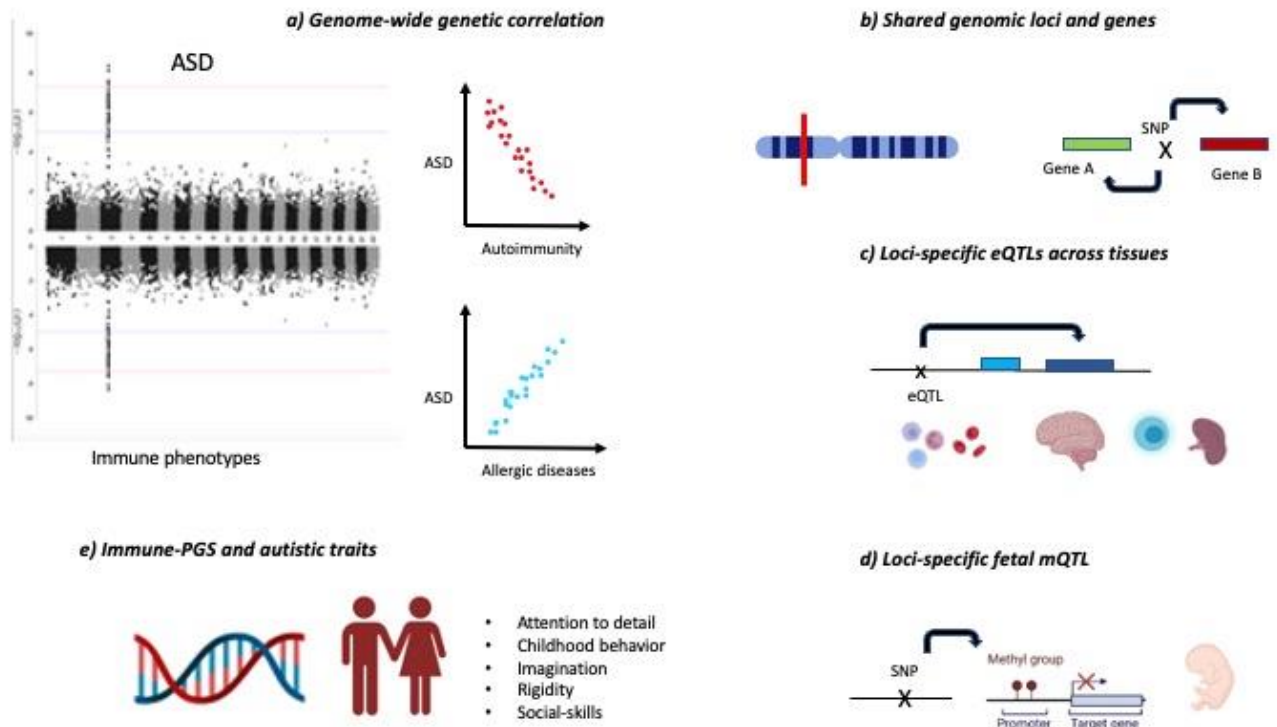 a) Genome-wide genetic correlation
ASD
ASD
Autoimmunity
ASD
Allergic diseases
Immune phenotypes
b) Shared genomic loci and genes
SNP
Gene A
Gene B
c) Loci-specific eQTLs across tissues
eQTL
d) Loci-specific fetal mQTL
SNP
Methyl group
Promoter
Target gene
e) Immune-PGS and autistic traits
• Attention to detail
• Childhood behavior
• Imagination
• Rigidity
• Social-skills